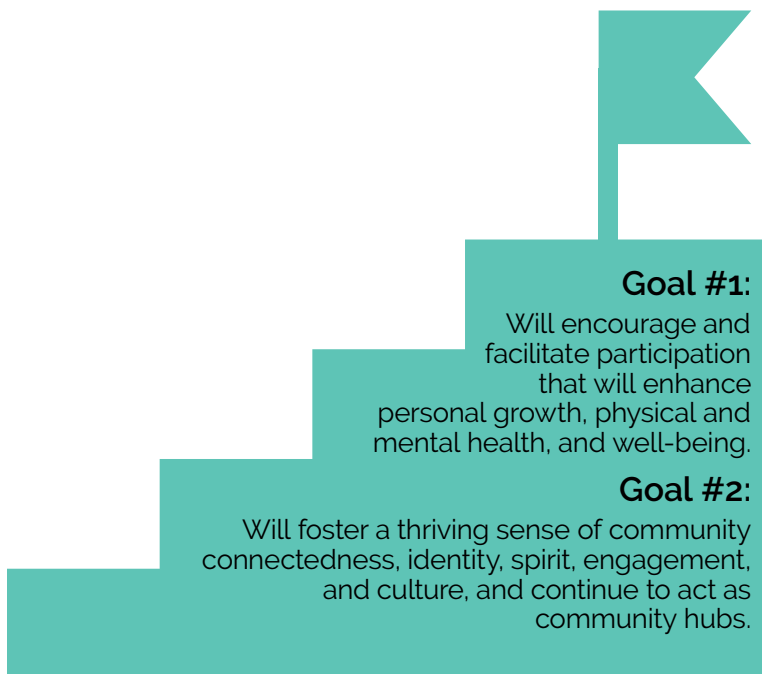 Goal #1:
Will encourage and
facilitate participation
that will enhance
personal growth, physical and
mental health, and well-being.
Goal #2:
Will foster a thriving sense of community
connectedness, identity, spirit, engagement,
and culture, and continue to act as
community hubs.